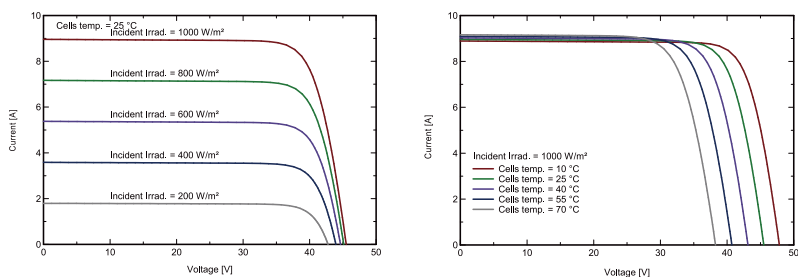 Cells temp. = 25 °C
Incident Irrad. = 1000 W/m²
Incident Irrad. = 800 W/m²
Incident Irrad. = 600 W/m²
Incident Irrad. = 400 W/m²
Incident Irrad. = 200 W/m²
10
8
6
4
2
0
Current [A]
0 10 20 30 40 50
Voltage [V]
10
8
6
4
2
0
Current [A]
Incident Irrad. = 1000 W/m²
Cells temp. = 10 °C
Cells temp. = 25 °C
Cells temp. = 40 °C
Cells temp. = 55 °C
Cells temp. = 70 °C
0 10 20 30 40 50
Voltage [V]